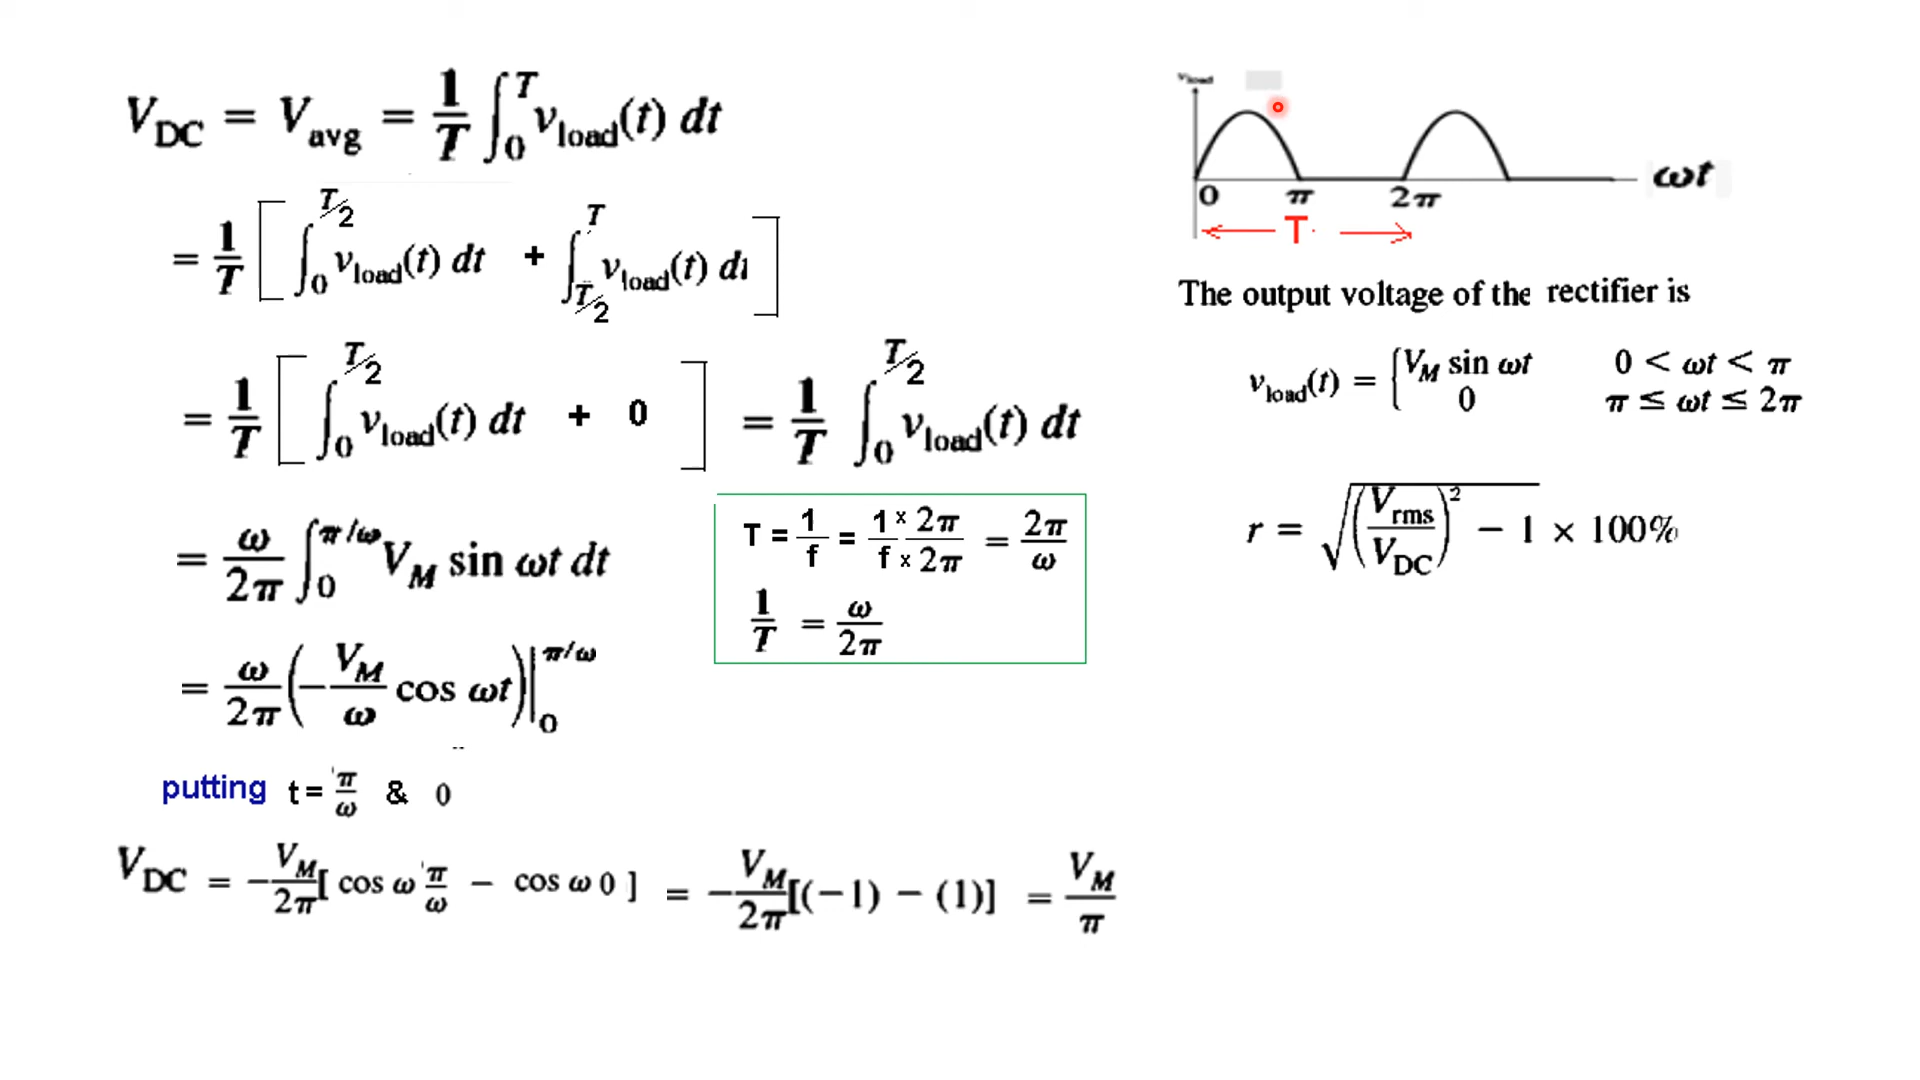 V_DC = V_avg = 1/T ∫_0^T v_load(t) dt
= 1/T [ ∫_0^{T/2} v_load(t) dt + ∫_{T/2}^T v_load(t) dt ]
= 1/T [ ∫_0^{T/2} v_load(t) dt + 0 ] = 1/T ∫_0^{T/2} v_load(t) dt
= ω/2π ∫_0^{π/ω} V_M sin ωt dt
= ω/2π (−V_M/ω cos ωt)|_0^{π/ω}
putting t = π/ω & 0
V_DC = −V_M/2π [ cos ω π/ω − cos ω 0 ] = −V_M/2π [(−1) − (1)] = V_M/π
T = 1/f = 1 × 2π / f × 2π = 2π/ω
1/T = ω/2π
v_load
ωt
0 π 2π
T
The output voltage of the rectifier is
v_load(t) = { V_M sin ωt 0 < ωt < π
0 π ≤ ωt ≤ 2π
r = √(V_rms/V_DC)^2 − 1 × 100%